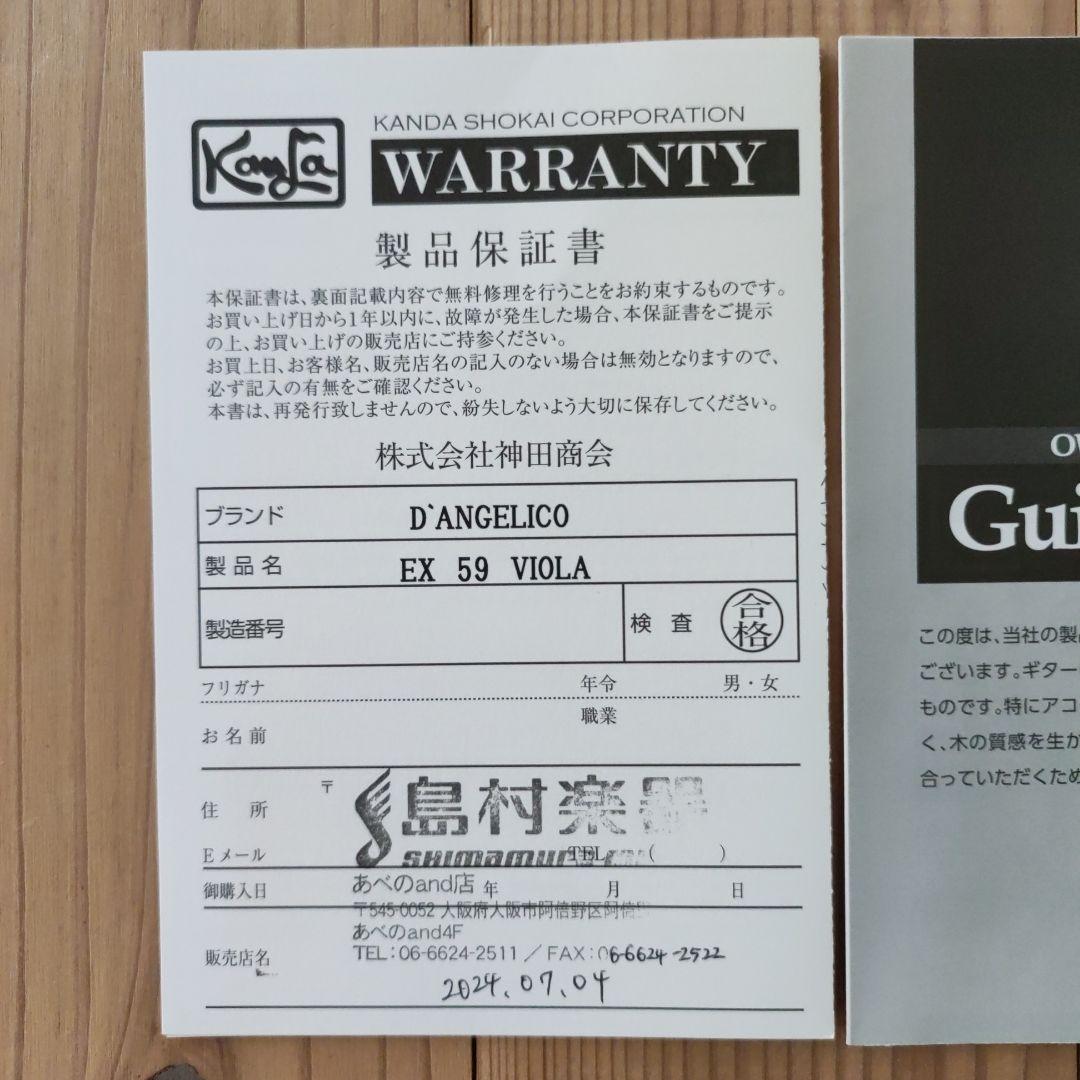 Kanda
KANDA SHOKAI CORPORATION
WARRANTY
製品保証書
本保証書は、裏面記載内容で無料修理を行うことをお約束するものです。
お買い上げ日から1年以内に、故障が発生した場合、本保証書をご提示
の上、お買い上げの販売店にご持参ください。
お買上日、お客様名、販売店名の記入のない場合は無効となりますので、
必ず記入の有無をご確認ください。
本書は、再発行致しませんので、紛失しないよう大切に保存してください。
株式会社神田商会
ブランド D'ANGELICO
製品名 EX 59 VIOLA
製造番号 検査 合格
フリガナ 年令 男・女
お名前 職業
住所 〒 島村楽器
Eメール TEL ( )
御購入日 あべのand店 年 月 日
〒545-0052 大阪府大阪市阿倍野区阿倍
あべのand4F
販売店名 TEL:06-6624-2511/FAX:06-6624-2522
2024.07.04
Gui
この度は、当社の製
ございます。ギター
ものです。特にアコ
く、木の質感を生か
合っていただくため